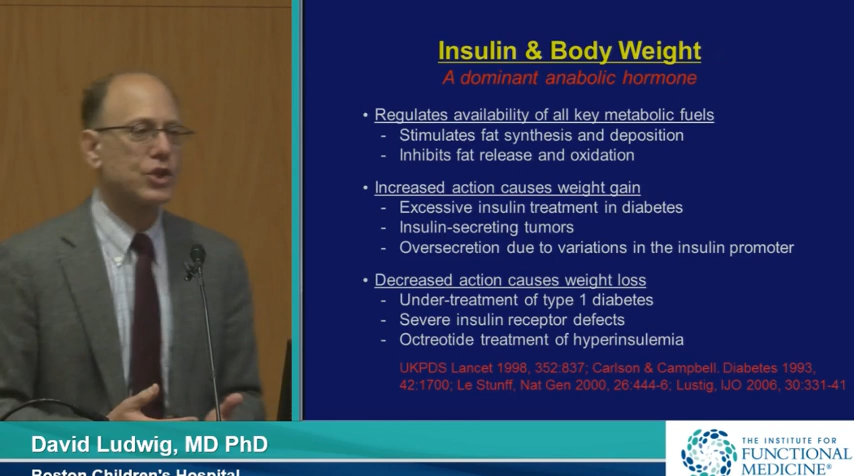 Insulin & Body Weight
A dominant anabolic hormone
• Regulates availability of all key metabolic fuels
- Stimulates fat synthesis and deposition
- Inhibits fat release and oxidation
• Increased action causes weight gain
- Excessive insulin treatment in diabetes
- Insulin-secreting tumors
- Oversecretion due to variations in the insulin promoter
• Decreased action causes weight loss
- Under-treatment of type 1 diabetes
- Severe insulin receptor defects
- Octreotide treatment of hyperinsulemia
UKPDS Lancet 1998, 352:837; Carlson & Campbell. Diabetes 1993,
42:1700; Le Stunff, Nat Gen 2000, 26:444-6; Lustig, IJO 2006, 30:331-41
David Ludwig, MD PhD
Boston Children's Hospital
THE INSTITUTE FOR
FUNCTIONAL
MEDICINE®